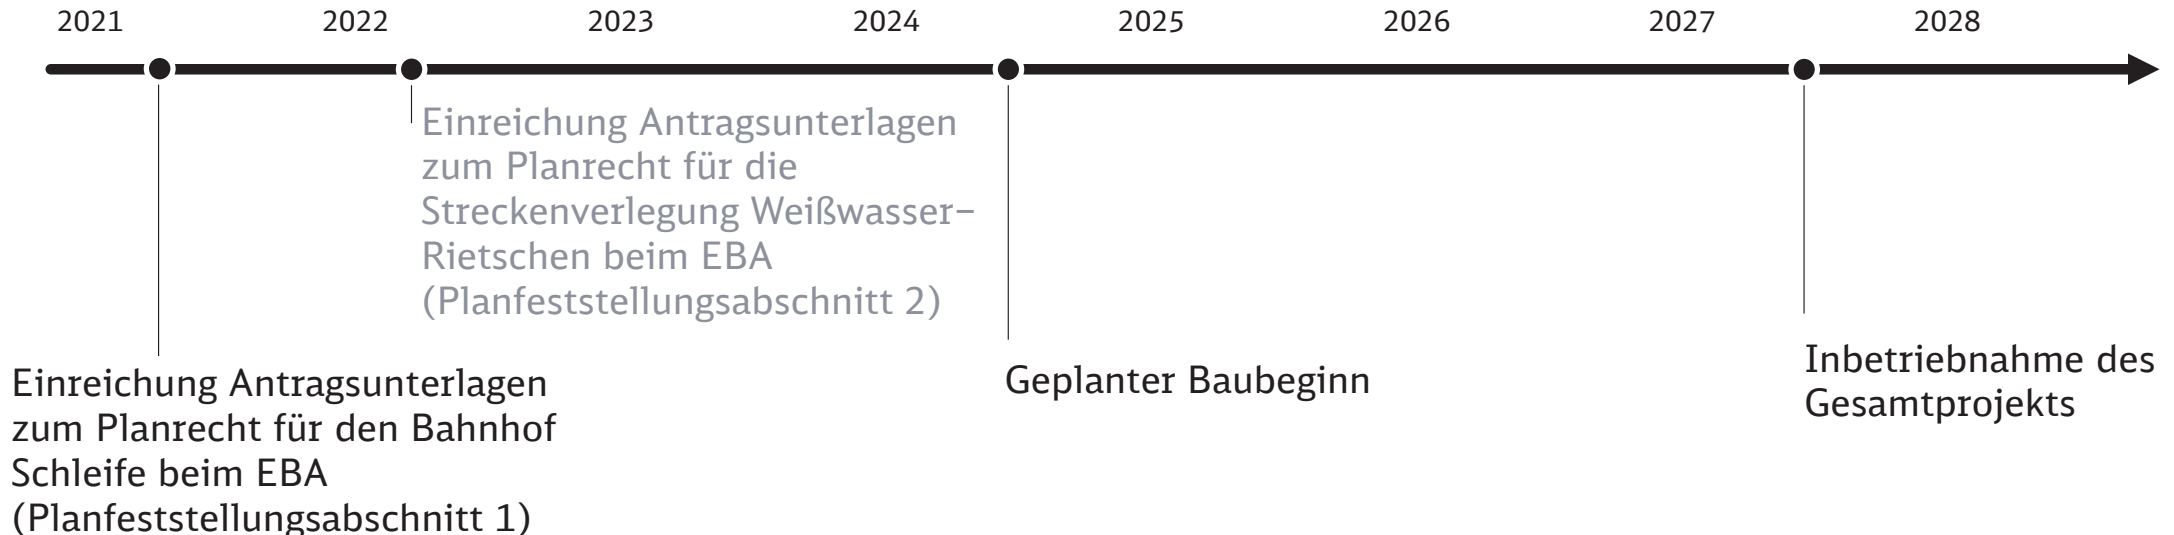 2021 2022 2023 2024 2025 2026 2027 2028
Einreichung Antragsunterlagen
zum Planrecht für die
Streckenverlegung Weißwasser–
Rietschen beim EBA
(Planfeststellungsabschnitt 2)
Einreichung Antragsunterlagen
zum Planrecht für den Bahnhof
Schleife beim EBA
(Planfeststellungsabschnitt 1)
Geplanter Baubeginn
Inbetriebnahme des
Gesamtprojekts